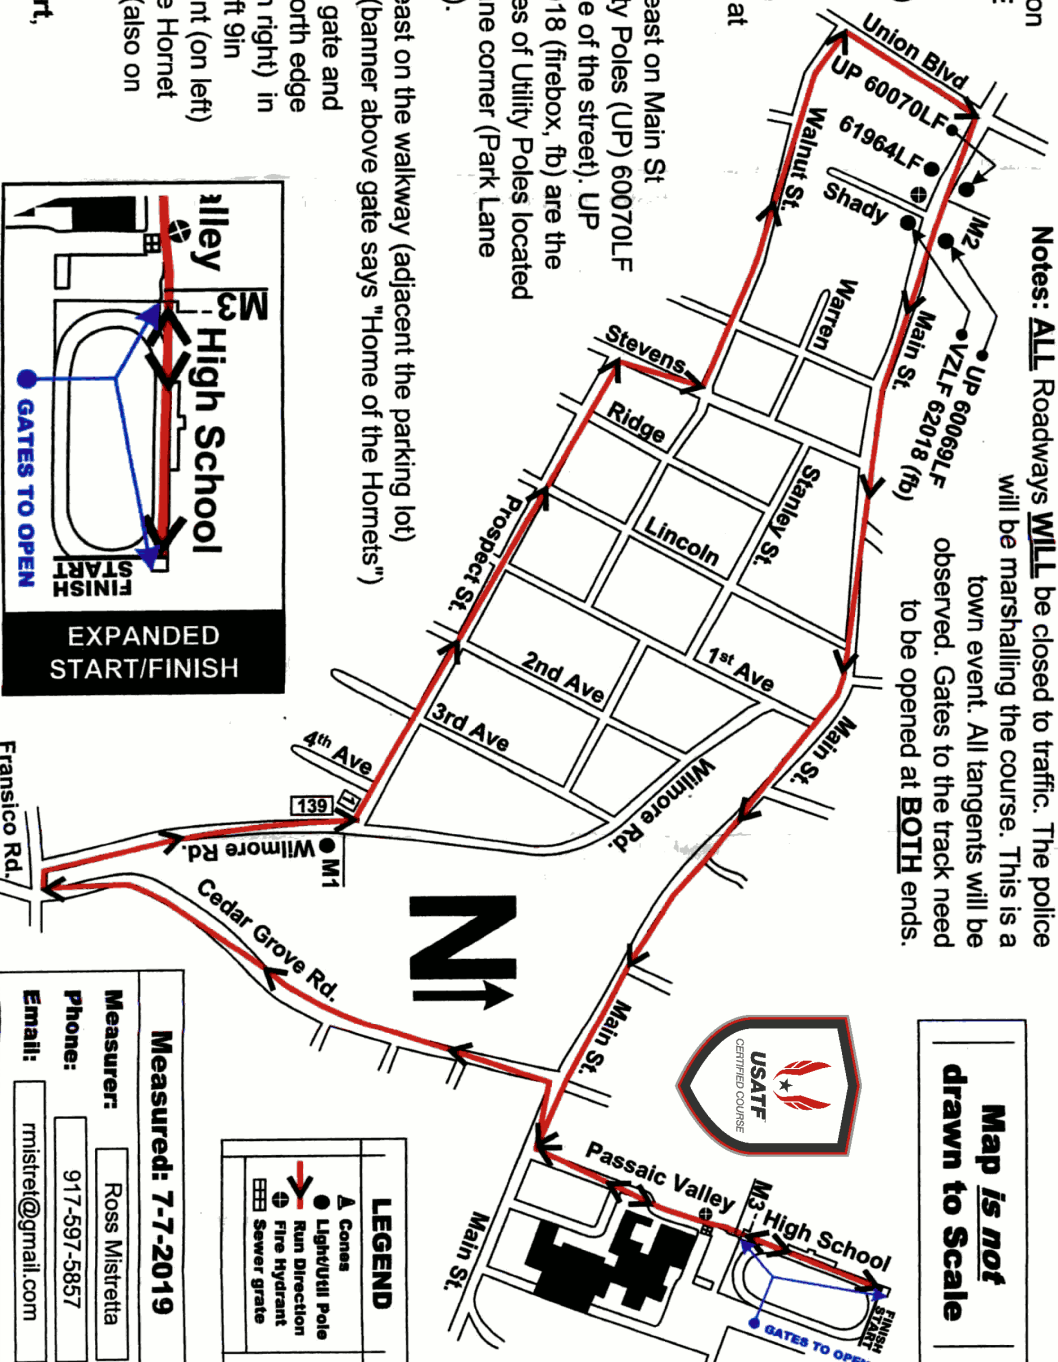 Notes: ALL Roadways WILL be closed to traffic. The police
will be marshalling the course. This is a
town event. All tangents will be
observed. Gates to the track need
to be opened at BOTH ends.
Map is not
drawn to Scale
on
at
east on Main St
ty Poles (UP) 60070LF
e of the street). UP
018 (firebox, fb) are the
es of Utility Poles located
ne corner (Park Lane
).
east on the walkway (adjacent the parking lot)
(banner above gate says "Home of the Hornets")
gate and
orth edge
n right) in
ft 9in
nt (on left)
e Hornet
(also on
rt,
Union Blvd
UP 60070LF
61964LF
Shady
M2
UP 60069LF
VZLF 62018 (fb)
Walnut St.
Warren
Main St.
Stevens
Ridge
Stanley St.
Lincoln
Prospect St.
1st Ave
2nd Ave
3rd Ave
4th Ave
139
Wilmore Rd.
Main St.
Wilmore Rd.
M1
Cedar Grove Rd.
Fransico Rd.
N
Main St.
USATF
CERTIFIED COURSE
Passaic Valley
M3
High School
FINISH
START
GATES TO OPEN
Main St.
alley
M3
High School
GATES TO OPEN
FINISH
START
EXPANDED
START/FINISH
LEGEND
Cones
Light/Util Pole
Run Direction
Fire Hydrant
Sewer grate
Measured: 7-7-2019
Measurer: Ross Mistretta
Phone: 917-597-5857
Email: rmistret@gmail.com